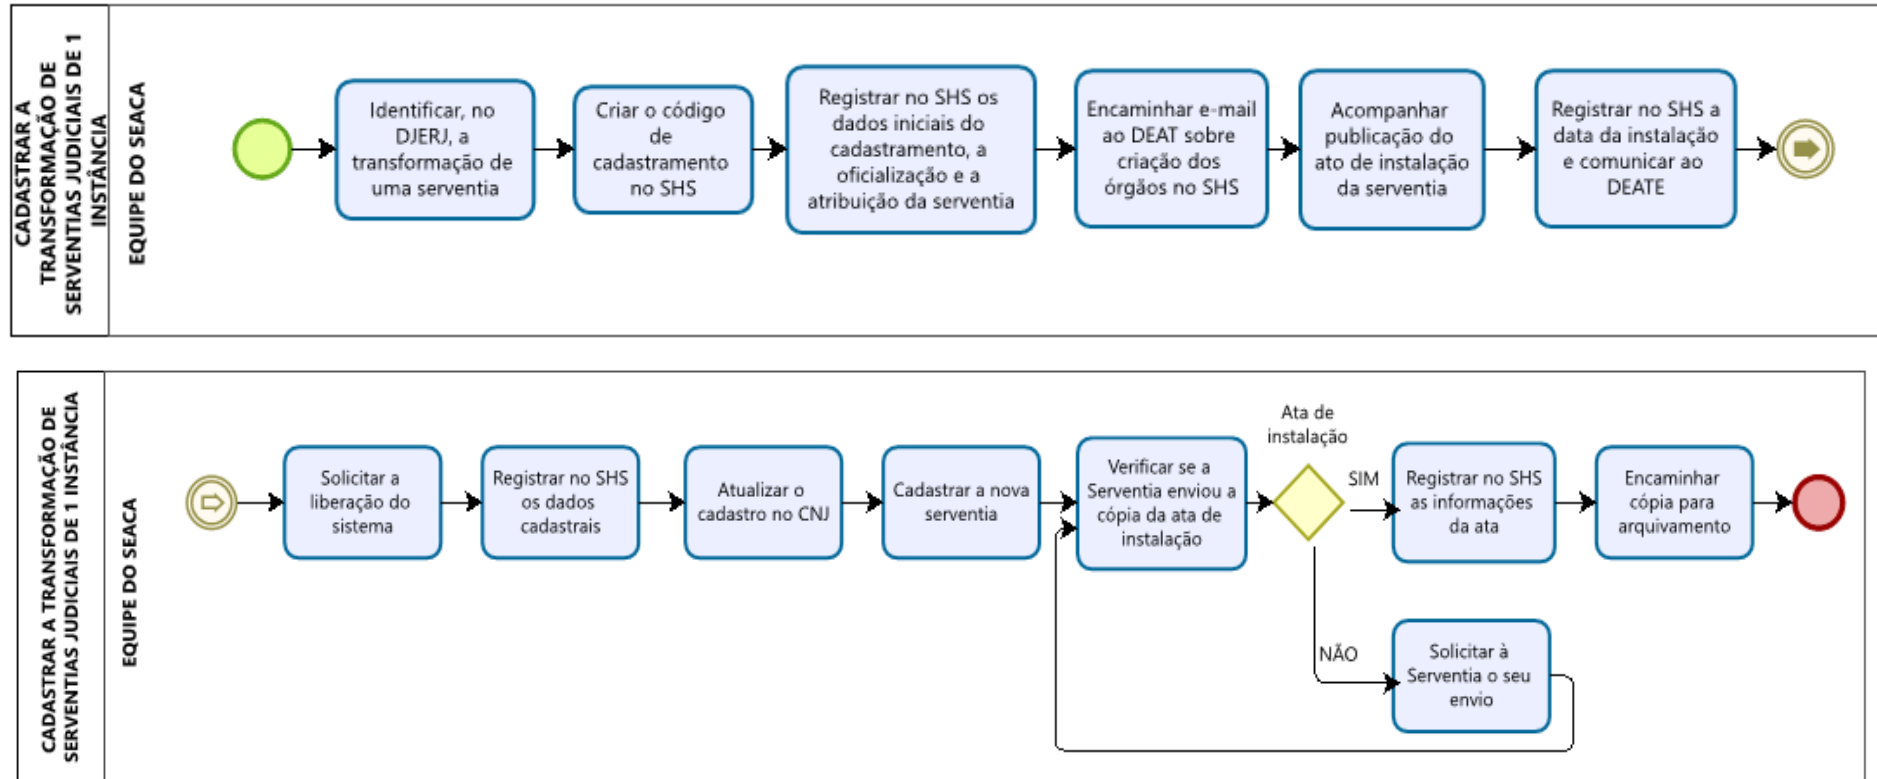 CADASTRAR A
TRANSFORMAÇÃO DE
SERVENTIAS JUDICIAIS DE 1
INSTÂNCIA
EQUIPE DO SEACA
Identificar, no
DJERJ, a
transformação de
uma serventia
Criar o código
de
cadastramento
no SHS
Registrar no SHS os
dados iniciais do
cadastramento, a
oficialização e a
atribuição da serventia
Encaminhar e-mail
ao DEAT sobre
criação dos
órgãos no SHS
Acompanhar
publicação do
ato de instalação
da serventia
Registrar no SHS a
data da instalação
e comunicar ao
DEATE
CADASTRAR A TRANSFORMAÇÃO DE
SERVENTIAS JUDICIAIS DE 1 INSTÂNCIA
EQUIPE DO SEACA
Solicitar a
liberação do
sistema
Registrar no SHS
os dados
cadastrais
Atualizar o
cadastro no CNJ
Cadastrar a nova
serventia
Verificar se a
Serventia enviou a
cópia da ata de
instalação
Ata de
instalação
SIM
Registrar no SHS
as informações
da ata
Encaminhar
cópia para
arquivamento
NÃO
Solicitar à
Serventia o seu
envio